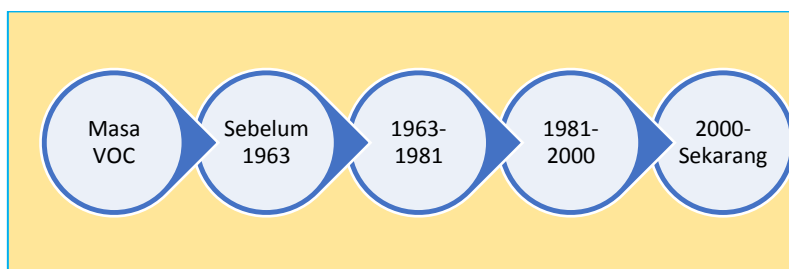 Masa
VOC
Sebelum
1963
1963-
1981
1981-
2000
2000-
Sekarang